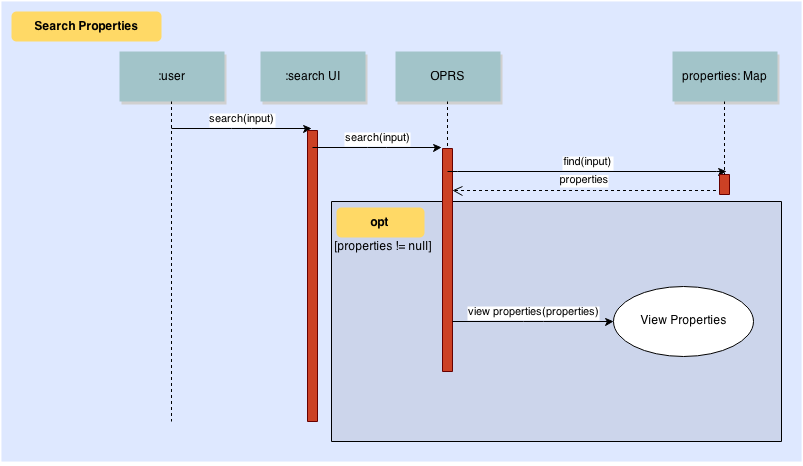 Search Properties
:user
:search UI
OPRS
properties: Map
search(input)
search(input)
find(input)
properties
opt
[properties != null]
view properties(properties)
View Properties